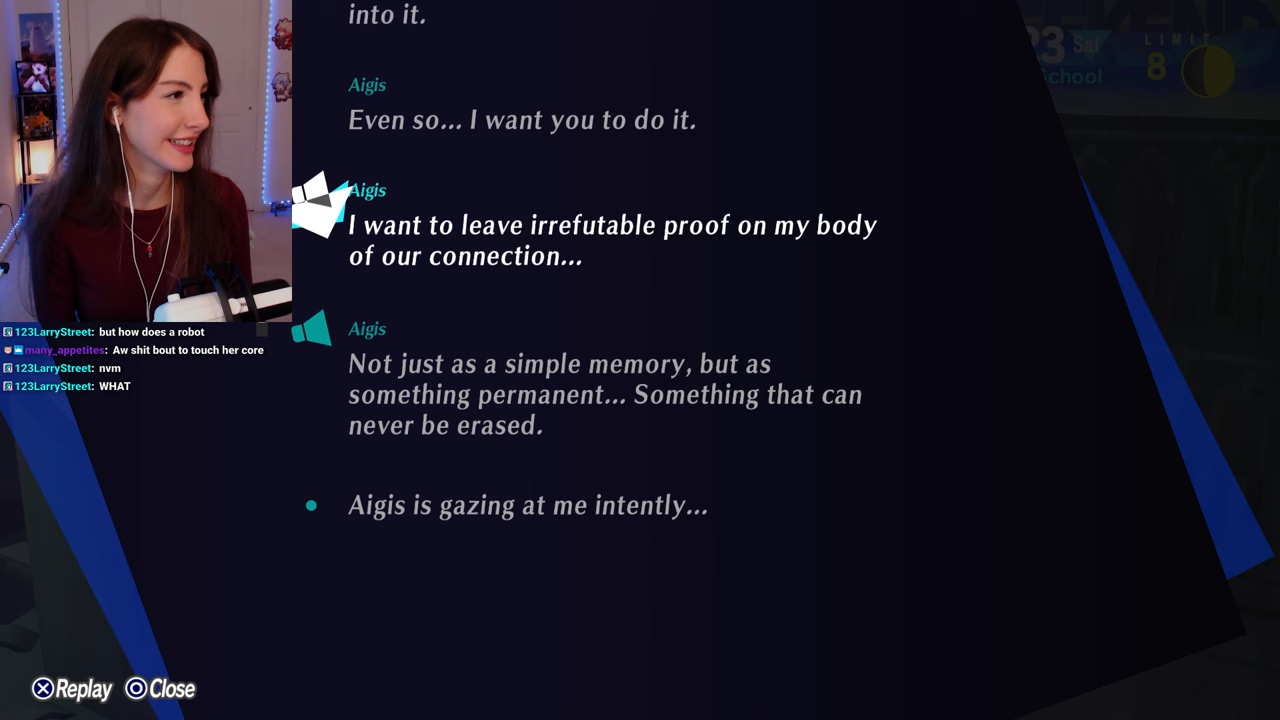 into it.
Aigis
Even so... I want you to do it.
Aigis
I want to leave irrefutable proof on my body
of our connection...
Aigis
Not just as a simple memory, but as
something permanent... Something that can
never be erased.
Aigis is gazing at me intently...
23 Sat
School
LIMIT
8
123LarryStreet: but how does a robot
many_appetites: Aw shit bout to touch her core
123LarryStreet: nvm
123LarryStreet: WHAT
Replay Close